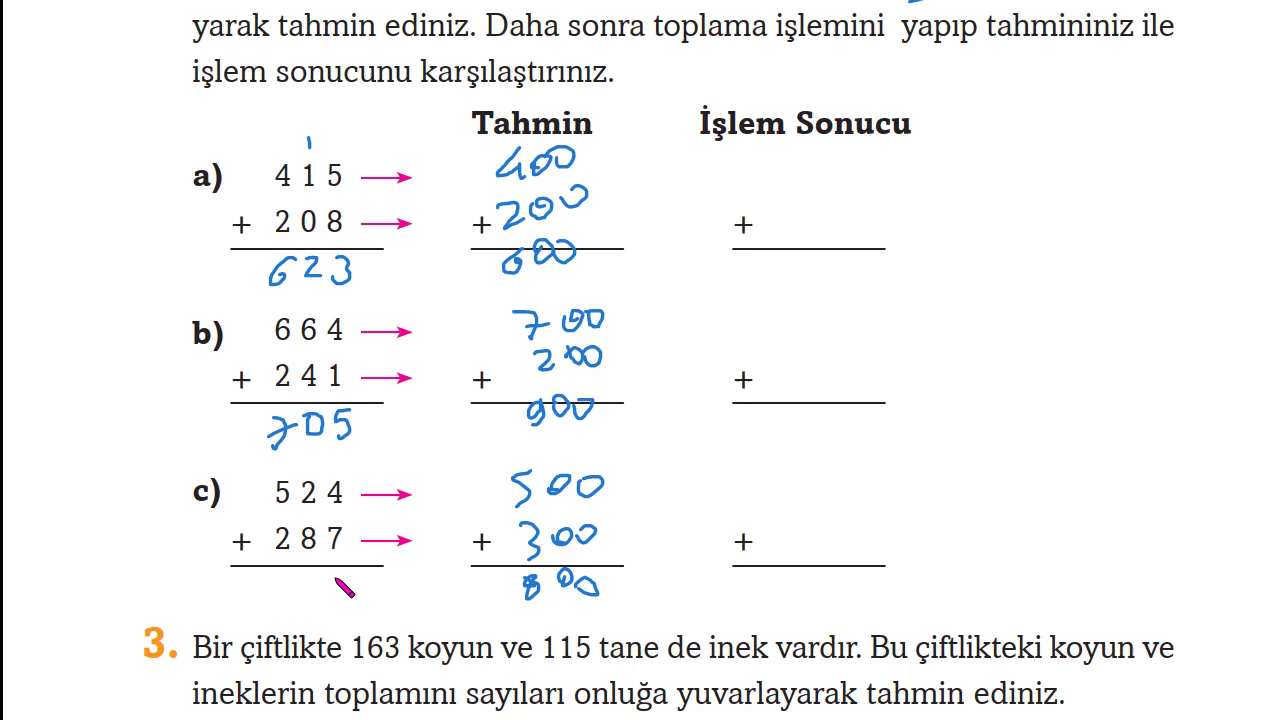 yarak tahmin ediniz. Daha sonra toplama işlemini yapıp tahmininiz ile
işlem sonucunu karşılaştırınız.
Tahmin İşlem Sonucu
1
a) 415 400
+ 208 + 200 +
623 600
b) 664 700
+ 241 + 200 +
705 900
c) 524 500
+ 287 + 300 +
800
3. Bir çiftlikte 163 koyun ve 115 tane de inek vardır. Bu çiftlikteki koyun ve
ineklerin toplamını sayıları onluğa yuvarlayarak tahmin ediniz.